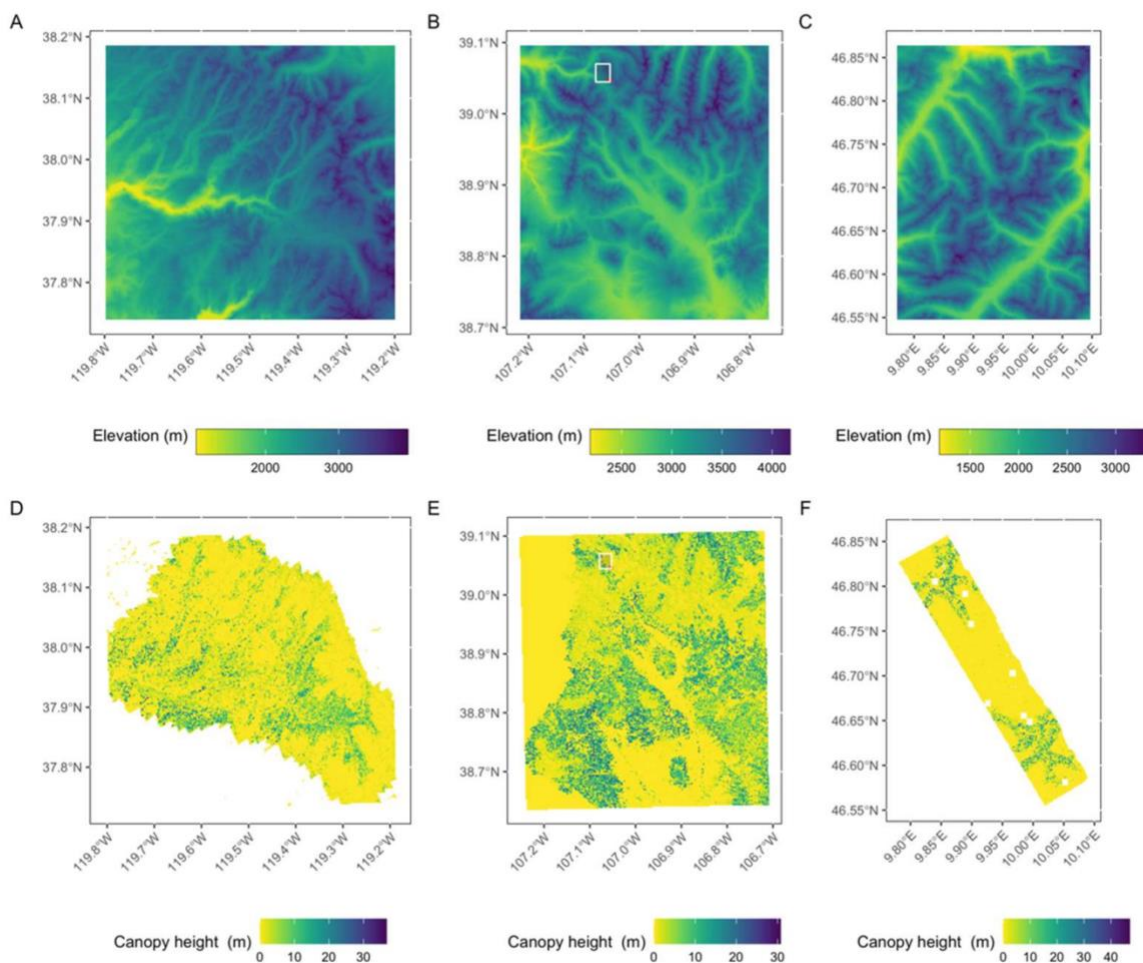 A
B
C
38.2°N
38.1°N
38.0°N
37.9°N
37.8°N
119.8°W
119.7°W
119.6°W
119.5°W
119.4°W
119.3°W
119.2°W
39.1°N
39.0°N
38.9°N
38.8°N
38.7°N
107.2°W
107.1°W
107.0°W
106.9°W
106.8°W
46.85°N
46.80°N
46.75°N
46.70°N
46.65°N
46.60°N
46.55°N
9.80°E
9.85°E
9.90°E
9.95°E
10.00°E
10.05°E
10.10°E
Elevation (m)
2000 3000
Elevation (m)
2500 3000 3500 4000
Elevation (m)
1500 2000 2500 3000
D
E
F
38.2°N
38.1°N
38.0°N
37.9°N
37.8°N
119.8°W
119.7°W
119.6°W
119.5°W
119.4°W
119.3°W
119.2°W
39.1°N
39.0°N
38.9°N
38.8°N
38.7°N
107.2°W
107.1°W
107.0°W
106.9°W
106.8°W
106.7°W
46.85°N
46.80°N
46.75°N
46.70°N
46.65°N
46.60°N
46.55°N
9.80°E
9.85°E
9.90°E
9.95°E
10.00°E
10.05°E
10.10°E
Canopy height (m)
0 10 20 30
Canopy height (m)
0 10 20 30
Canopy height (m)
0 10 20 30 40